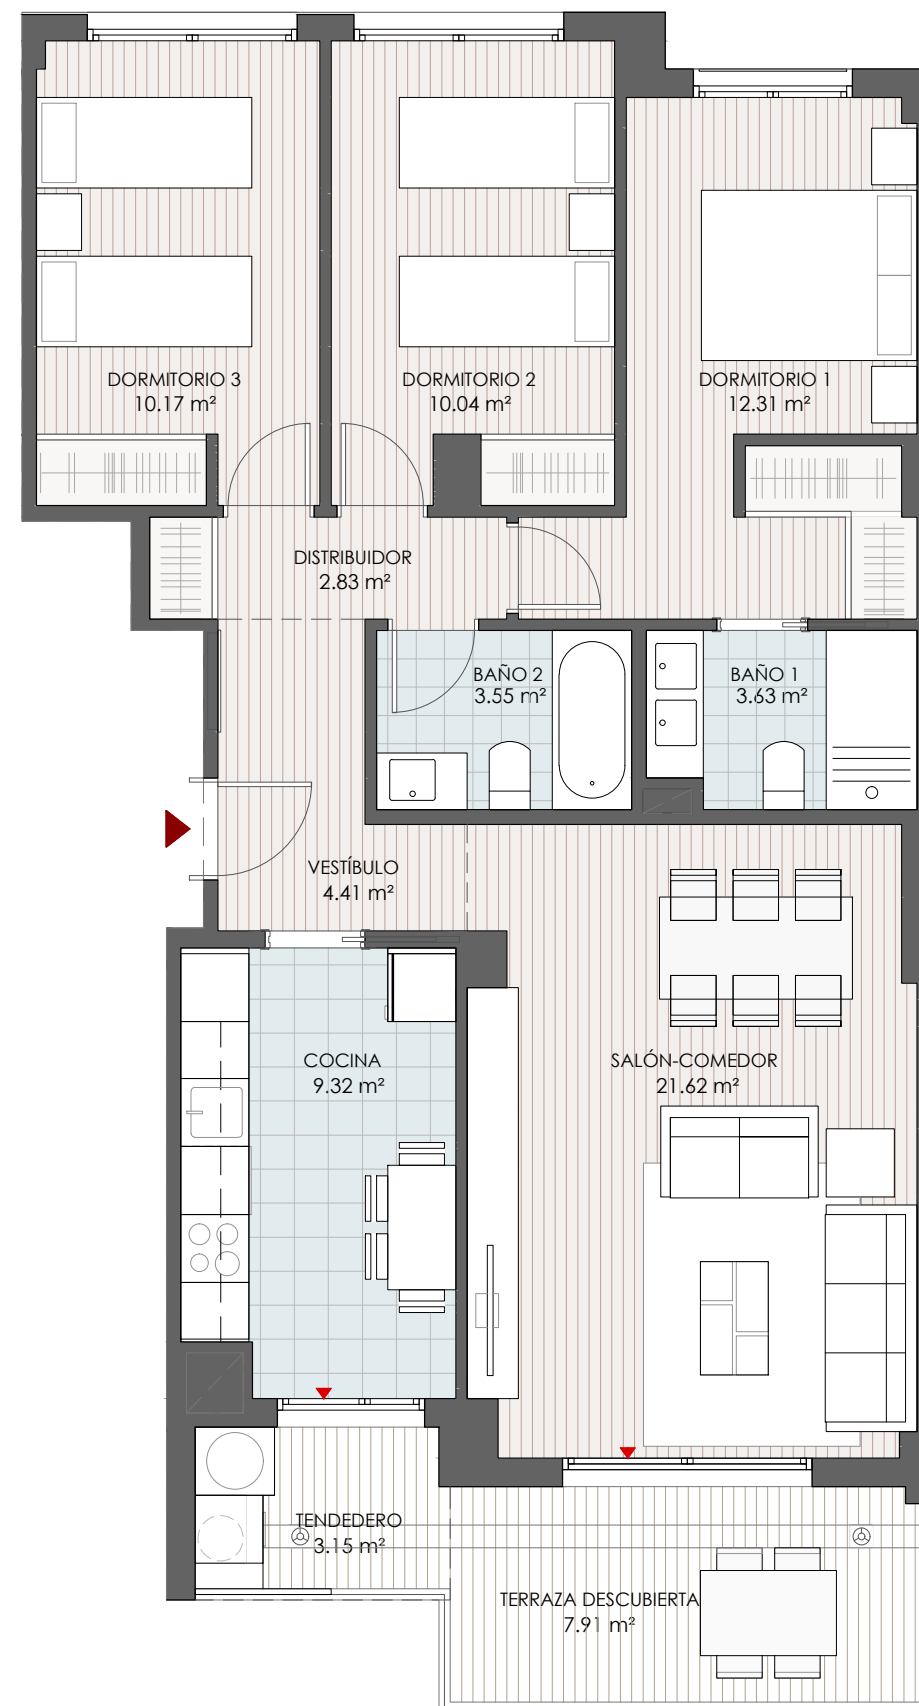 DORMITORIO 3
10.17 m²
DORMITORIO 2
10.04 m²
DORMITORIO 1
12.31 m²
DISTRIBUIDOR
2.83 m²
BAÑO 2
3.55 m²
BAÑO 1
3.63 m²
VESTÍBULO
4.41 m²
COCINA
9.32 m²
SALÓN-COMEDOR
21.62 m²
TENDEDERO
3.15 m²
TERRAZA DESCUBIERTA
7.91 m²